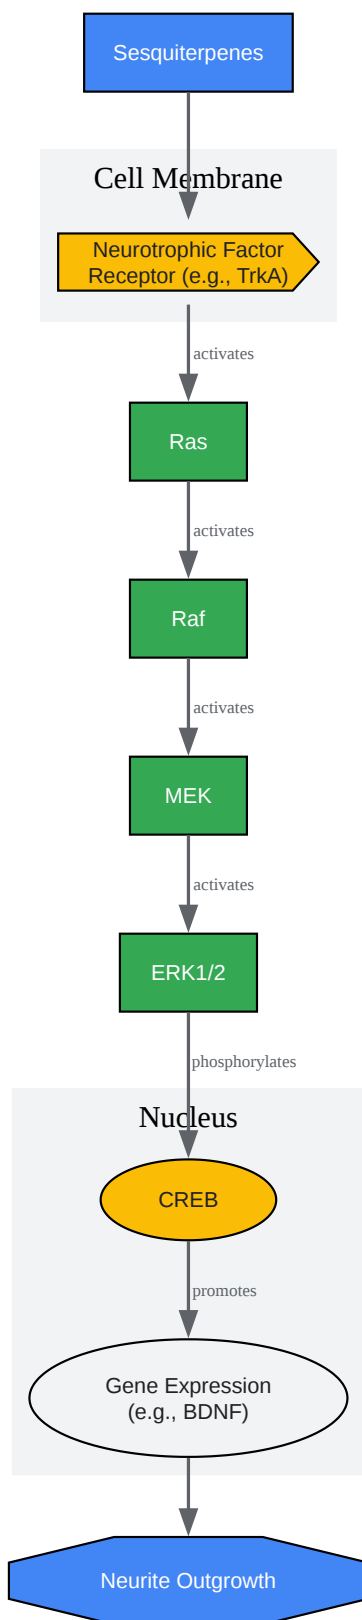 Sesquiterpenes
Cell Membrane
Neurotrophic Factor
Receptor (e.g., TrkA)
activates
Ras
activates
Raf
activates
MEK
activates
ERK1/2
phosphorylates
Nucleus
CREB
promotes
Gene Expression
(e.g., BDNF)
Neurite Outgrowth